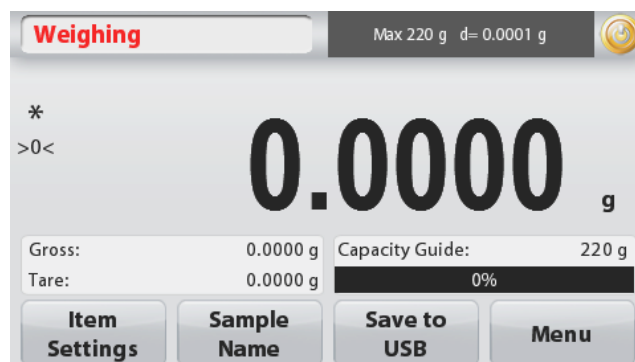 Weighing
Max 220 g d= 0.0001 g
*
>0<
0.0000 g
Gross: 0.0000 g
Tare: 0.0000 g
Capacity Guide: 220 g
0%
Item
Settings
Sample
Name
Save to
USB
Menu